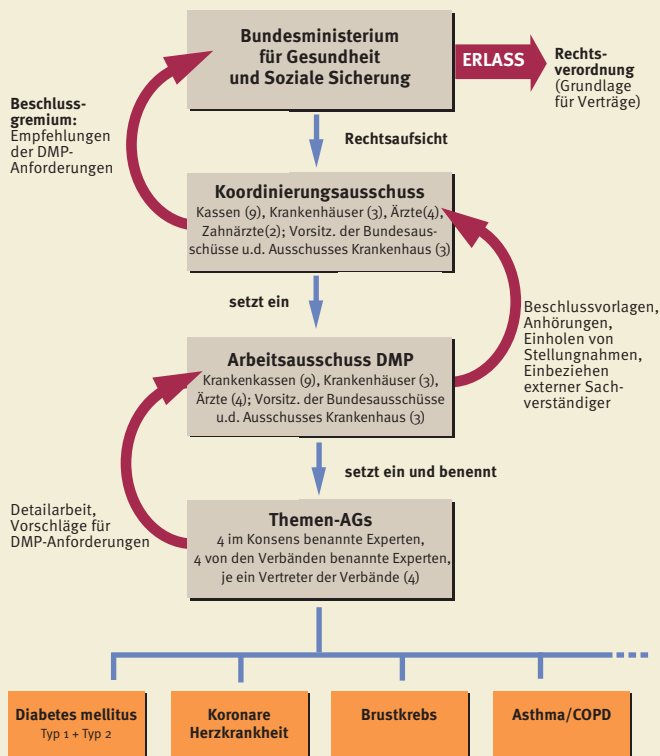 Bundesministerium
für Gesundheit
und Soziale Sicherung
ERLASS
Rechts-
verordnung
(Grundlage
für Verträge)
Beschluss-
gremium:
Empfehlungen
der DMP-
Anforderungen
Rechtsaufsicht
Koordinierungsausschuss
Kassen (9), Krankenhäuser (3), Ärzte(4),
Zahnärzte(2); Vorsitz. der Bundesaus-
schüsse u.d. Ausschusses Krankenhaus (3)
setzt ein
Beschlussvorlagen,
Anhörungen,
Einholen von
Stellungnahmen,
Einbeziehen
externer Sach-
verständiger
Arbeitsausschuss DMP
Krankenkassen (9), Krankenhäuser (3),
Ärzte (4); Vorsitz. der Bundesausschüsse
u.d. Ausschusses Krankenhaus (3)
setzt ein und benennt
Detailarbeit,
Vorschläge für
DMP-Anforderungen
Themen-AGs
4 im Konsens benannte Experten,
4 von den Verbänden benannte Experten,
je ein Vertreter der Verbände (4)
Diabetes mellitus
Typ 1 + Typ 2
Koronare
Herzkrankheit
Brustkrebs
Asthma/COPD